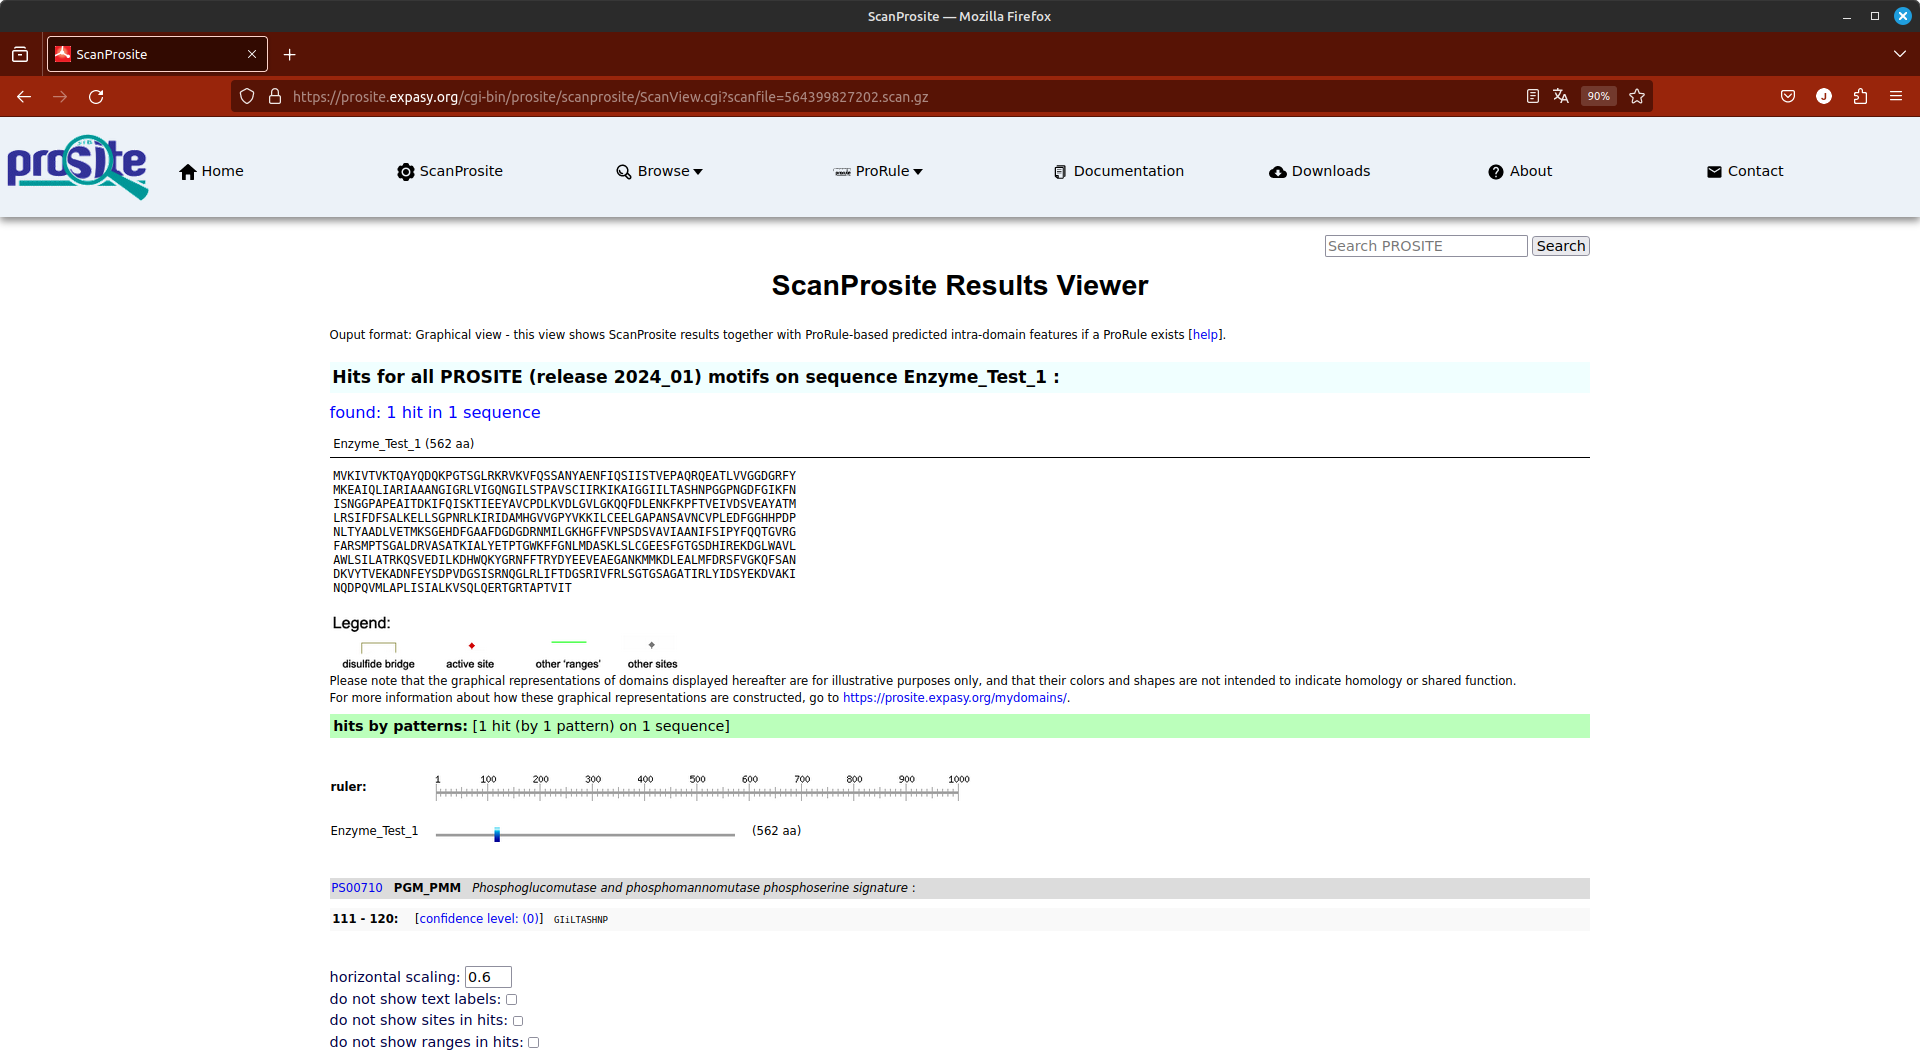 ScanProsite — Mozilla Firefox
ScanProsite
https://prosite.expasy.org/cgi-bin/prosite/scanprosite/ScanView.cgi?scanfile=564399827202.scan.gz
90%
J
prosite
Home
ScanProsite
Browse
ProRule
Documentation
Downloads
About
Contact
Search PROSITE
Search
ScanProsite Results Viewer
Ouput format: Graphical view - this view shows ScanProsite results together with ProRule-based predicted intra-domain features if a ProRule exists [help].
Hits for all PROSITE (release 2024_01) motifs on sequence Enzyme_Test_1 :
found: 1 hit in 1 sequence
Enzyme_Test_1 (562 aa)
MVKIVTVKTQAYQDQKPGTSGLRKRVKVFQSSANYAENFIQSIISTVEPAQRQEATLVVGGDGRFY
MKEAIQLIARIAAANGIGRLVIGQNGILSTPAVSCIIRKIKAIGGIILTASHNPGGPNGDFGIKFN
ISNGGPAPEAITDKIFQISKTIEEYAVCPDLKVDLGVLGKQQFDLENKFKPFTVEIVDSVEAYATM
LRSIFDFSALKELLSGPNRLKIRIDAMHGVVGPYVKKILCEELGAPANSAVNCVPLEDFGGHHPDP
NLTYAADLVETMKSGEHDFGAAFDGDGDRNMILGKHGFFVNPSDSVAVIAANIFSIPYFQQTGVRG
FARSMPTSGALDRVASATKIALYETPTGWKFFGNLMDASKLSLCGEESFGTGSDHIREKDGLWAVL
AWLSILATRKQSVEDILKDHWQKYGRNFFTRYDYEEVEAEGANKMMKDLEALMFDRSFVGKQFSAN
DKVYTVEKADNFEYSDPVDGSISRNQGLRLIFTDGSRIVFRLSGTGSAGATIRLYIDSYEKDVAKI
NQDPQVMLAPLISIALKVSQLQERTGRTAPTVIT
Legend:
disulfide bridge
active site
other 'ranges'
other sites
Please note that the graphical representations of domains displayed hereafter are for illustrative purposes only, and that their colors and shapes are not intended to indicate homology or shared function.
For more information about how these graphical representations are constructed, go to https://prosite.expasy.org/mydomains/.
hits by patterns: [1 hit (by 1 pattern) on 1 sequence]
ruler:
1 100 200 300 400 500 600 700 800 900 1000
Enzyme_Test_1
(562 aa)
PS00710 PGM_PMM Phosphoglucomutase and phosphomannomutase phosphoserine signature :
111 - 120: [confidence level: (0)] GIiLTASHNP
horizontal scaling: 0.6
do not show text labels:
do not show sites in hits:
do not show ranges in hits: